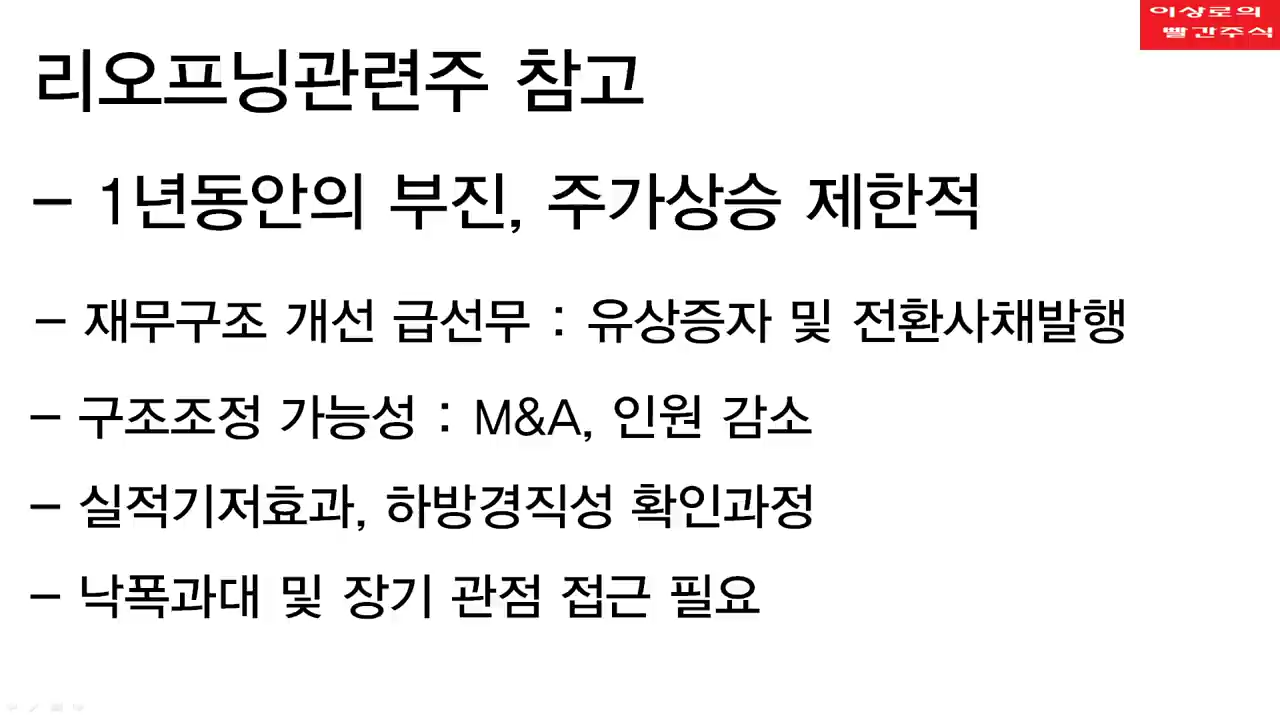 이상로의
빨간주식
리오프닝관련주 참고
– 1년동안의 부진, 주가상승 제한적
– 재무구조 개선 급선무 : 유상증자 및 전환사채발행
– 구조조정 가능성 : M&A, 인원 감소
– 실적기저효과, 하방경직성 확인과정
– 낙폭과대 및 장기 관점 접근 필요